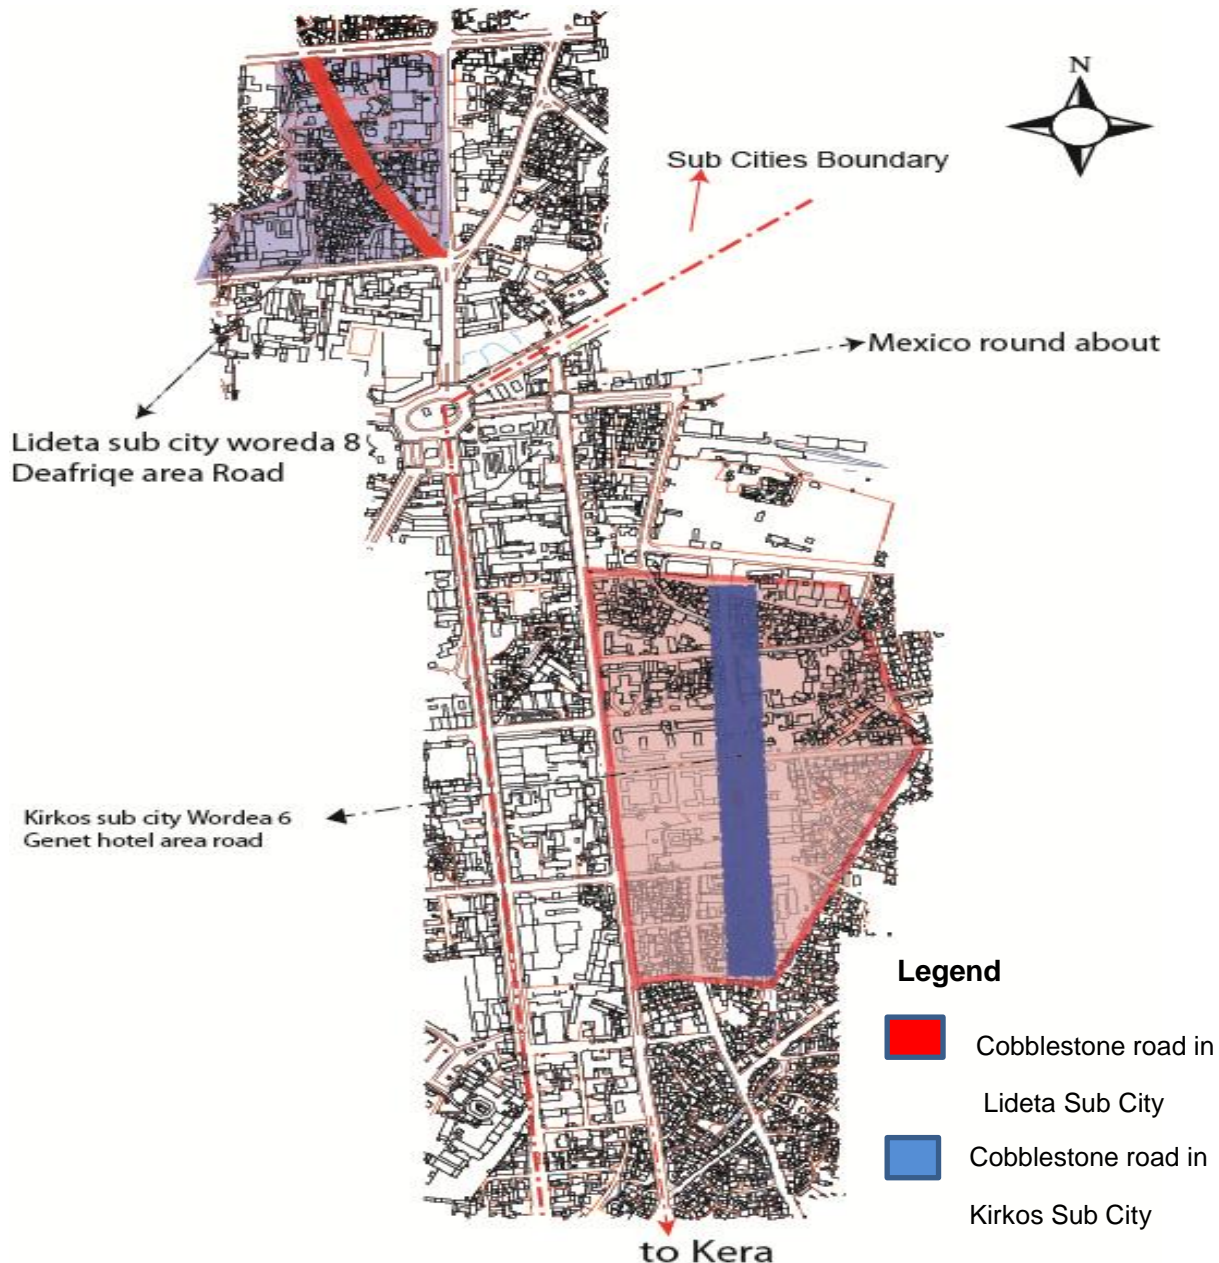 N
Sub Cities Boundary
Mexico round about
Lideta sub city woreda 8
Deafriqe area Road
Kirkos sub city Wordea 6
Genet hotel area road
Legend
Cobblestone road in
Lideta Sub City
Cobblestone road in
Kirkos Sub City
to Kera